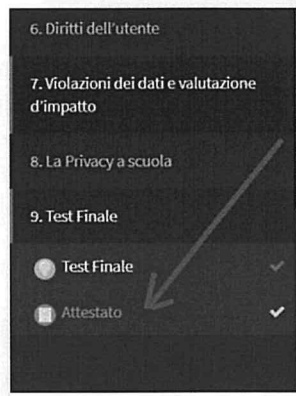 6. Diritti dell'utente
7. Violazioni dei dati e valutazione
d'impatto
8. La Privacy a scuola
9. Test Finale
Test Finale
Attestato